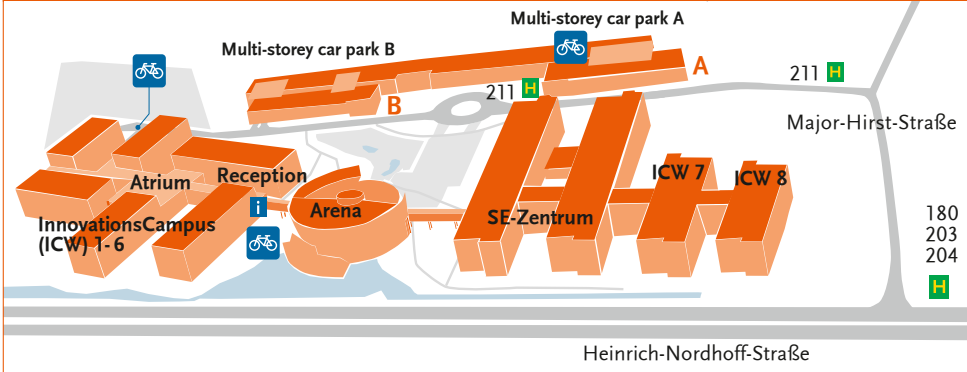 Multi-storey car park A
Multi-storey car park B
A
211 H
211 H
B
Major-Hirst-Straße
ICW 7
ICW 8
Reception
Atrium
i
Arena
SE-Zentrum
InnovationsCampus
(ICW) 1-6
180
203
204
H
Heinrich-Nordhoff-Straße